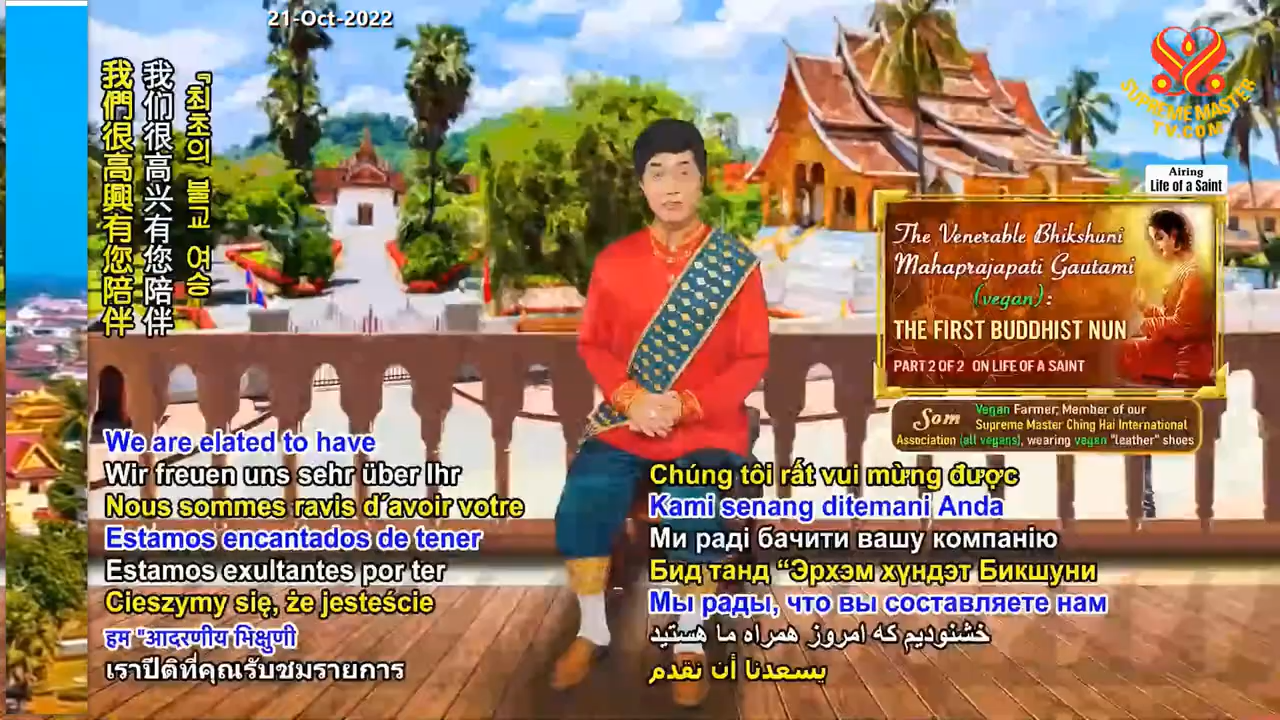 21-Oct-2022
SUPREME MASTER
TV.COM
『최초의 불교 여승
我们很高兴有您陪伴
我們很高興有您陪伴
Airing
Life of a Saint
The Venerable Bhikshuni
Mahaprajapati Gautami
(vegan):
THE FIRST BUDDHIST NUN
PART 2 OF 2 ON LIFE OF A SAINT
Som
Vegan Farmer; Member of our
Supreme Master Ching Hai International
Association (all vegans), wearing vegan "leather" shoes
We are elated to have
Wir freuen uns sehr über Ihr
Nous sommes ravis d´avoir votre
Estamos encantados de tener
Estamos exultantes por ter
Cieszymy się, że jesteście
हम "आदरणीय भिक्षुणी
เราปีติที่คุณรับชมรายการ
Chúng tôi rất vui mừng được
Kami senang ditemani Anda
Ми раді бачити вашу компанію
Бид танд “Эрхэм хүндэт Бикшуни
Мы рады, что вы составляете нам
خشنودیم که امروز همراه ما هستید
يسعدنا أن نقدم